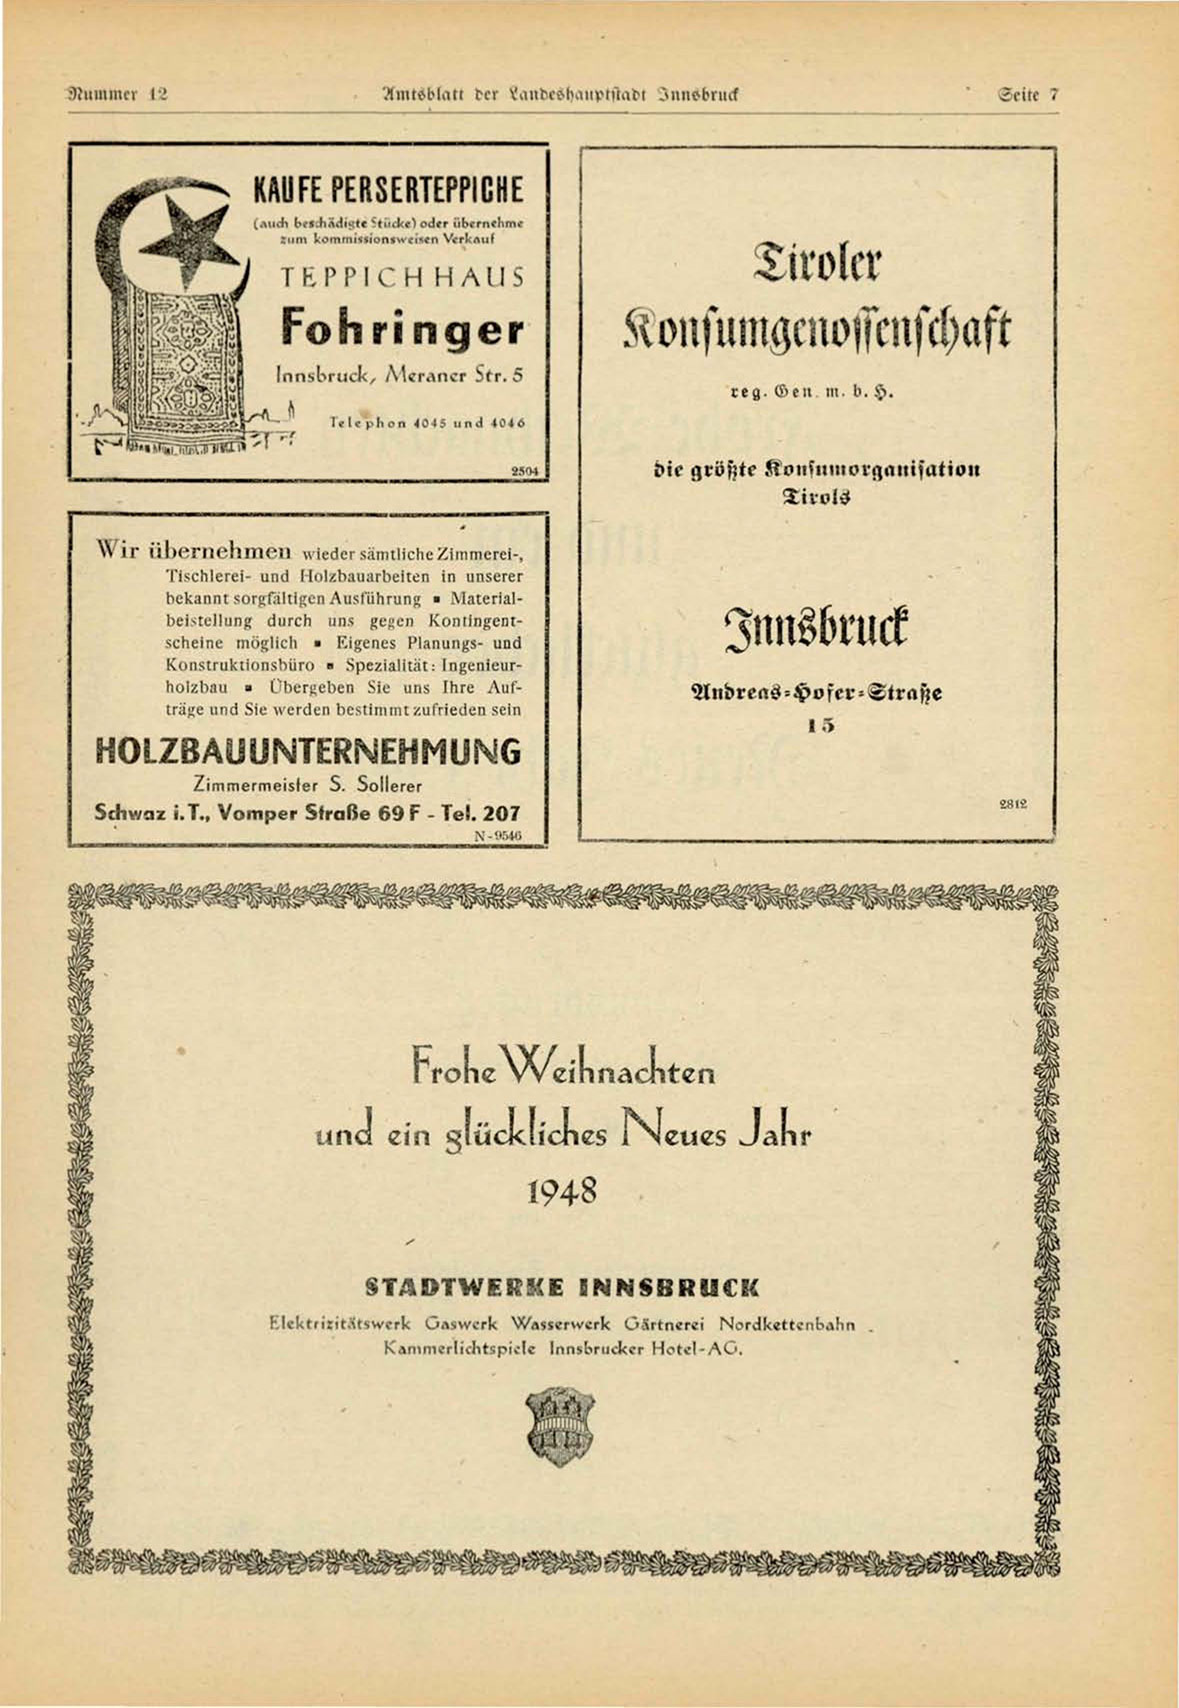 Nummer 12 Amtsblatt der Landeshauptstadt Innsbruck Seite 7
KAUFE PERSERTEPPICHE
(auch beschädigte Stücke) oder übernehme
zum kommissionsweisen Verkauf
TEPPICHHAUS
Fohringer
Innsbruck, Meraner Str. 5
Telephon 4045 und 4046
2504
Wir übernehmen wieder sämtliche Zimmerei-,
Tischlerei- und Holzbauarbeiten in unserer
bekannt sorgfältigen Ausführung ▪ Material-
beistellung durch uns gegen Kontingent-
scheine möglich ▪ Eigenes Planungs- und
Konstruktionsbüro ▪ Spezialität: Ingenieur-
holzbau ▪ Übergeben Sie uns Ihre Auf-
träge und Sie werden bestimmt zufrieden sein
HOLZBAUUNTERNEHMUNG
Zimmermeister S. Sollerer
Schwaz i.T., Vomper Straße 69 F - Tel. 207
N-9546
Tiroler
Konsumgenossenschaft
reg. Gen. m. b. H.
die größte Konsumorganisation
Tirols
Innsbruck
Andreas-Hofer-Straße
15
2812
Frohe Weihnachten
und ein glückliches Neues Jahr
1948
STADTWERKE INNSBRUCK
Elektrizitätswerk Gaswerk Wasserwerk Gärtnerei Nordkettenbahn
Kammerlichtspiele Innsbrucker Hotel-AG.